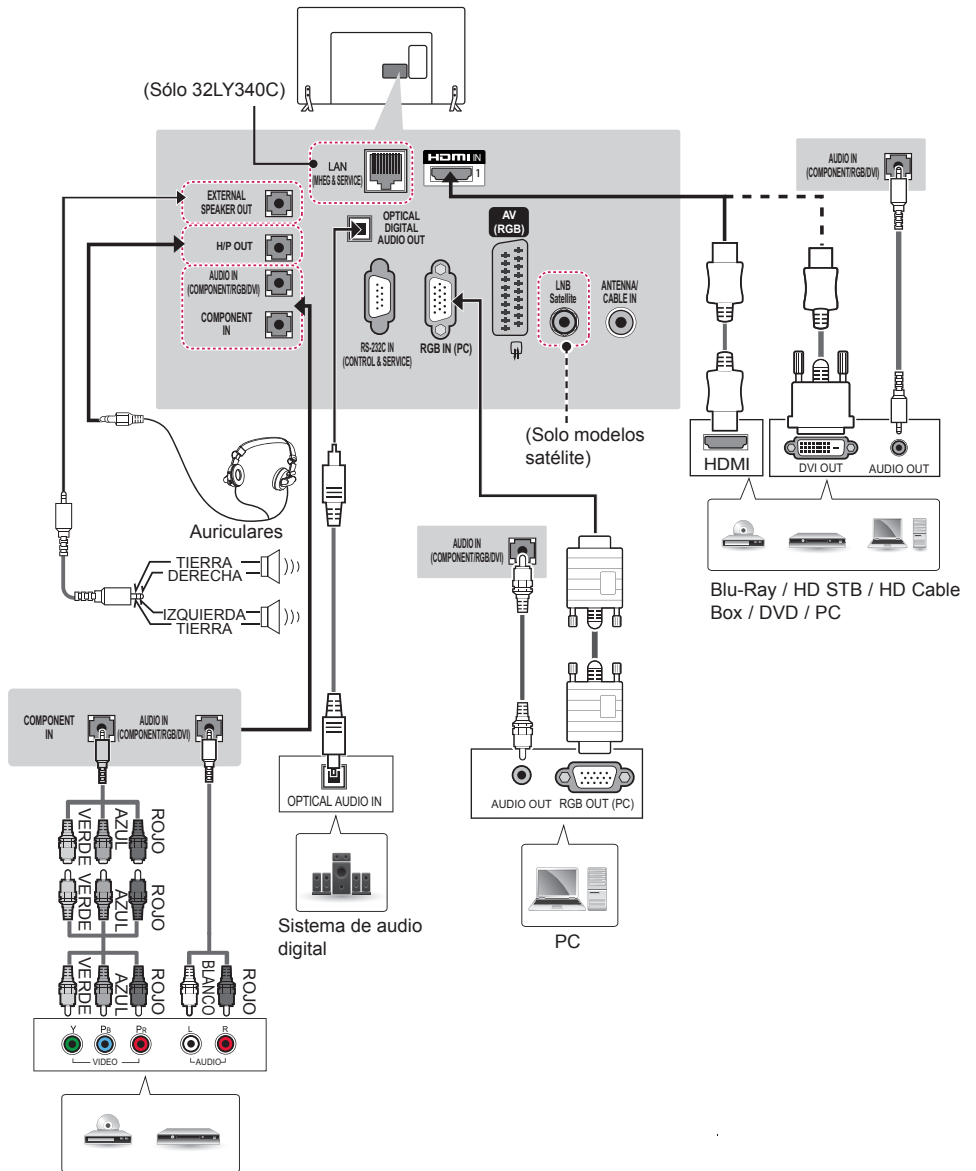 (Sólo 32LY340C)
LAN
(MHEG & SERVICE)
HDMI IN
1
EXTERNAL
SPEAKER OUT
H/P OUT
AUDIO IN
(COMPONENT/RGB/DVI)
COMPONENT
IN
OPTICAL
DIGITAL
AUDIO OUT
RS-232C IN
(CONTROL & SERVICE)
RGB IN (PC)
AV
(RGB)
LNB
Satellite
ANTENNA/
CABLE IN
AUDIO IN
(COMPONENT/RGB/DVI)
(Solo modelos
satélite)
HDMI
DVI OUT
AUDIO OUT
Blu-Ray / HD STB / HD Cable
Box / DVD / PC
Auriculares
TIERRA
DERECHA
IZQUIERDA
TIERRA
AUDIO IN
(COMPONENT/RGB/DVI)
AUDIO OUT
RGB OUT (PC)
PC
OPTICAL AUDIO IN
Sistema de audio
digital
COMPONENT
IN
AUDIO IN
(COMPONENT/RGB/DVI)
VERDE
AZUL
ROJO
VERDE
AZUL
ROJO
VERDE
AZUL
ROJO
BLANCO
ROJO
Y
PB
PR
L
R
VIDEO
AUDIO